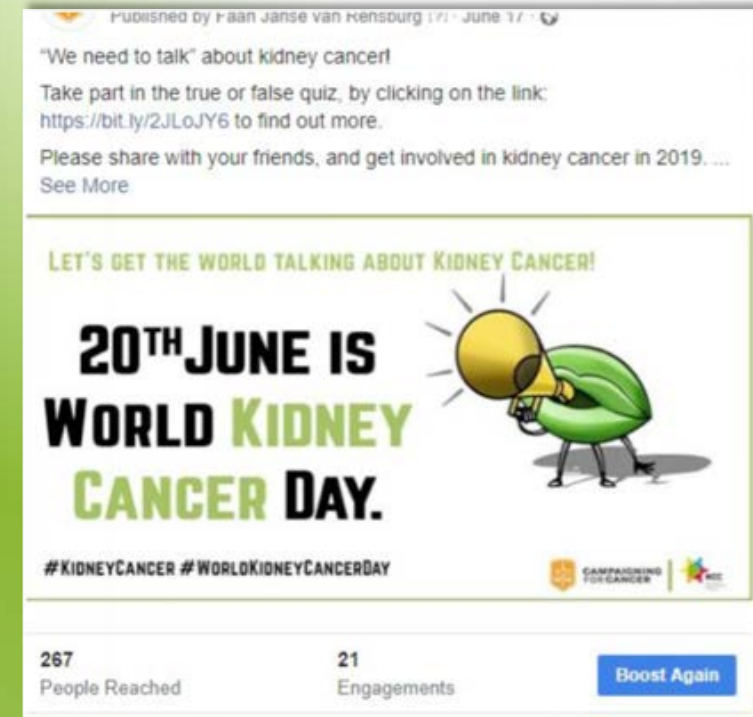 Published by Faan Janse van Rensburg [?] · June 17 ·
"We need to talk" about kidney cancer!
Take part in the true or false quiz, by clicking on the link:
https://bit.ly/2JLoJY6 to find out more.
Please share with your friends, and get involved in kidney cancer in 2019. ...
See More
LET'S GET THE WORLD TALKING ABOUT KIDNEY CANCER!
20TH JUNE IS
WORLD KIDNEY
CANCER DAY.
#KIDNEYCANCER #WORLDKIDNEYCANCERDAY
CAMPAIGNING
FOR CANCER
267
People Reached
21
Engagements
Boost Again